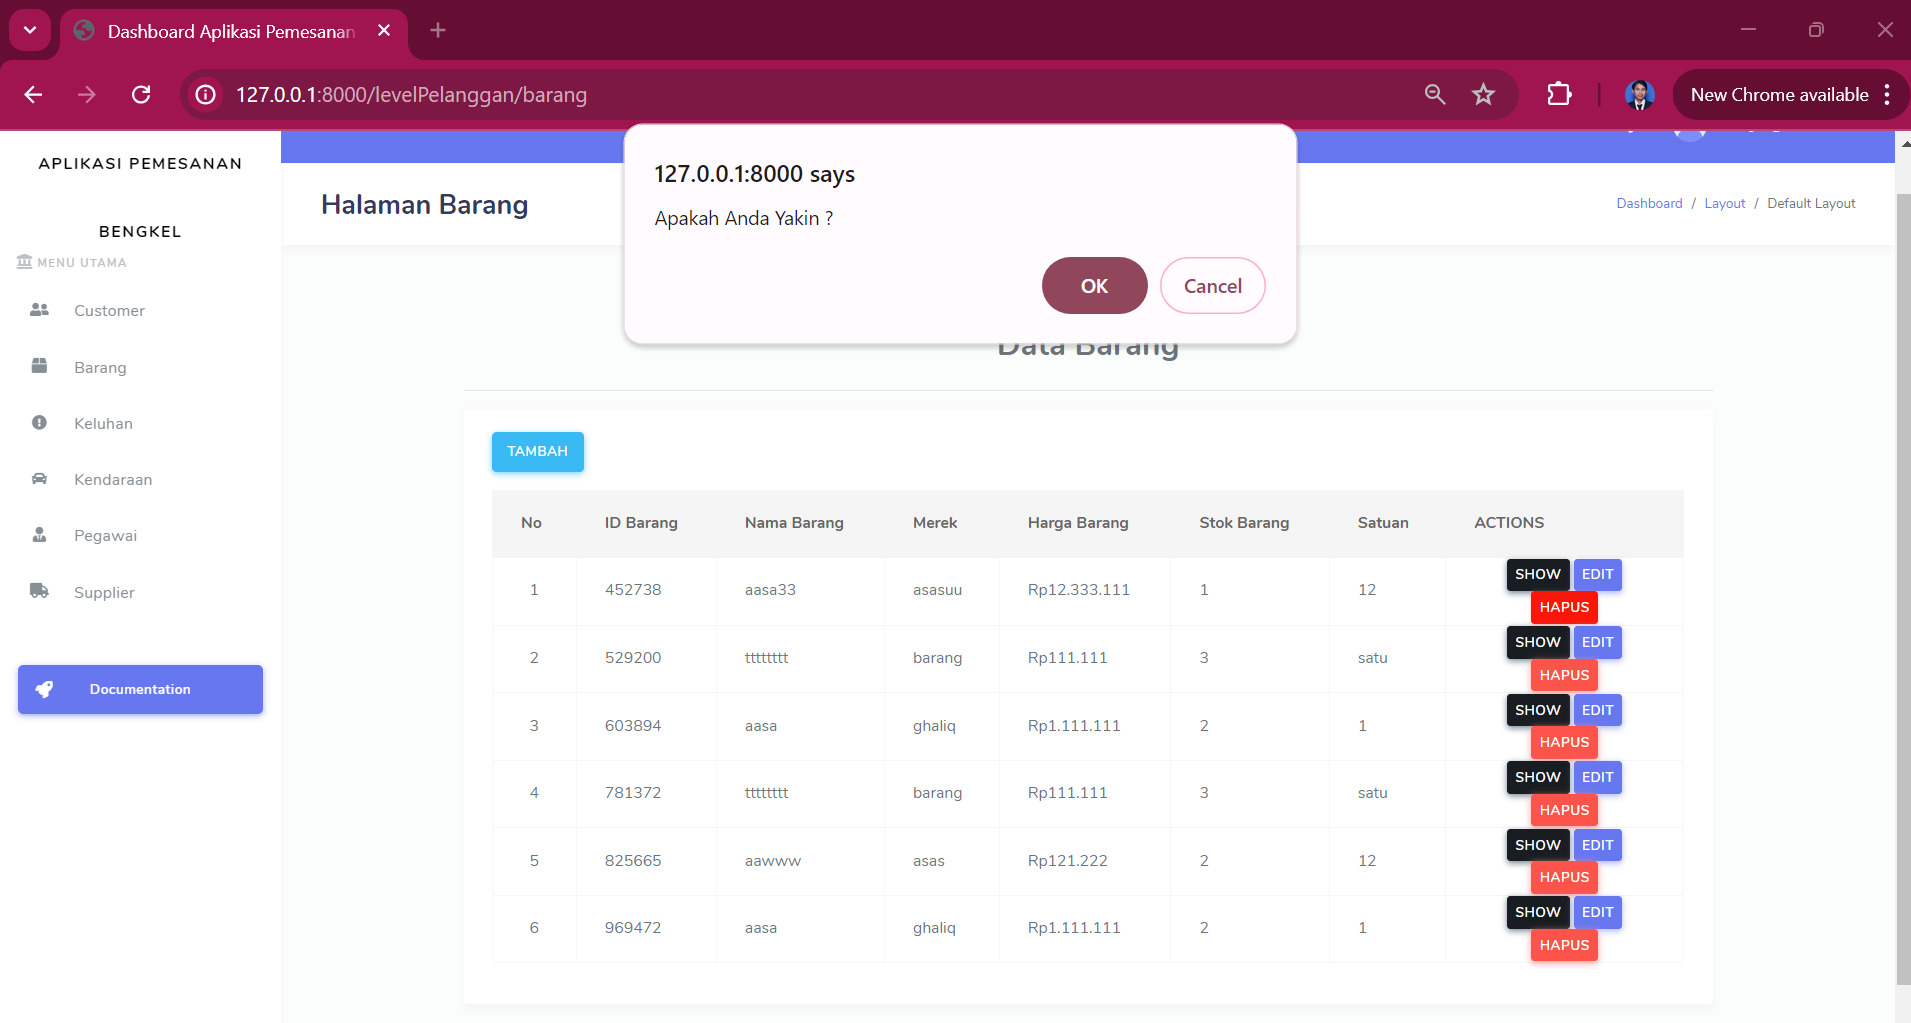 Dashboard Aplikasi Pemesanan
127.0.0.1:8000/levelPelanggan/barang
New Chrome available
127.0.0.1:8000 says
Apakah Anda Yakin ?
OK
Cancel
APLIKASI PEMESANAN
BENGKEL
MENU UTAMA
Customer
Barang
Keluhan
Kendaraan
Pegawai
Supplier
Documentation
Halaman Barang
Dashboard / Layout / Default Layout
Data Barang
TAMBAH
No ID Barang Nama Barang Merek Harga Barang Stok Barang Satuan ACTIONS
1 452738 aasa33 asasuu Rp12.333.111 1 12 SHOW EDIT
HAPUS
2 529200 tttttttt barang Rp111.111 3 satu SHOW EDIT
HAPUS
3 603894 aasa ghaliq Rp1.111.111 2 1 SHOW EDIT
HAPUS
4 781372 tttttttt barang Rp111.111 3 satu SHOW EDIT
HAPUS
5 825665 aawww asas Rp121.222 2 12 SHOW EDIT
HAPUS
6 969472 aasa ghaliq Rp1.111.111 2 1 SHOW EDIT
HAPUS